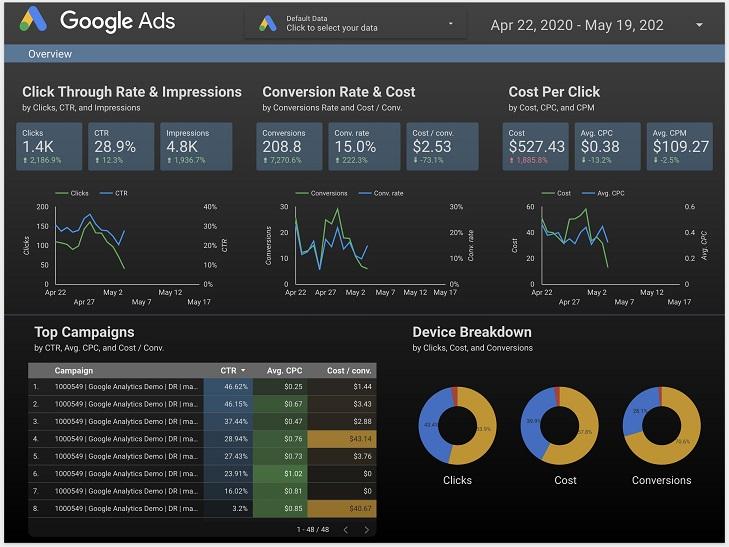 Google Ads
Default Data
Click to select your data
Apr 22, 2020 - May 19, 202
Overview
Click Through Rate & Impressions
by Clicks, CTR, and Impressions
Clicks
1.4K
2,186.9%
CTR
28.9%
12.3%
Impressions
4.8K
1,936.7%
Clicks CTR
200
150
100
50
0
Clicks
40%
30%
20%
10%
0%
CTR
Apr 22 May 2 May 12
Apr 27 May 7 May 17
Conversion Rate & Cost
by Conversions Rate and Cost / Conv.
Conversions
208.8
7,270.6%
Conv. rate
15.0%
222.3%
Cost / conv.
$2.53
-73.1%
Conversions Conv. rate
30
20
10
0
Conversions
30%
20%
10%
0%
Conv. rate
Apr 22 May 2 May 12
Apr 27 May 7 May 17
Cost Per Click
by Cost, CPC, and CPM
Cost
$527.43
1,885.8%
Avg. CPC
$0.38
-13.2%
Avg. CPM
$109.27
-2.5%
Cost Avg. CPC
60
40
20
0
Cost
0.6
0.4
0.2
0
Avg. CPC
Apr 22 May 2 May 12
Apr 27 May 7 May 17
Top Campaigns
by CTR, Avg. CPC, and Cost / Conv.
Campaign CTR Avg. CPC Cost / conv.
1. 1000549 | Google Analytics Demo | DR | ma... 46.62% $0.25 $1.44
2. 1000549 | Google Analytics Demo | DR | ma... 46.15% $0.67 $3.43
3. 1000549 | Google Analytics Demo | DR | ma... 37.44% $0.47 $2.88
4. 1000549 | Google Analytics Demo | DR | ma... 28.94% $0.76 $43.14
5. 1000549 | Google Analytics Demo | DR | ma... 27.43% $0.73 $3.76
6. 1000549 | Google Analytics Demo | DR | ma... 23.91% $1.02 $0
7. 1000549 | Google Analytics Demo | DR | ma... 16.02% $0.81 $0
8. 1000549 | Google Analytics Demo | DR | ma... 3.2% $0.85 $40.67
1 - 48 / 48
Device Breakdown
by Clicks, Cost, and Conversions
57.8%
28.1%
70.6%
Clicks
Cost
Conversions